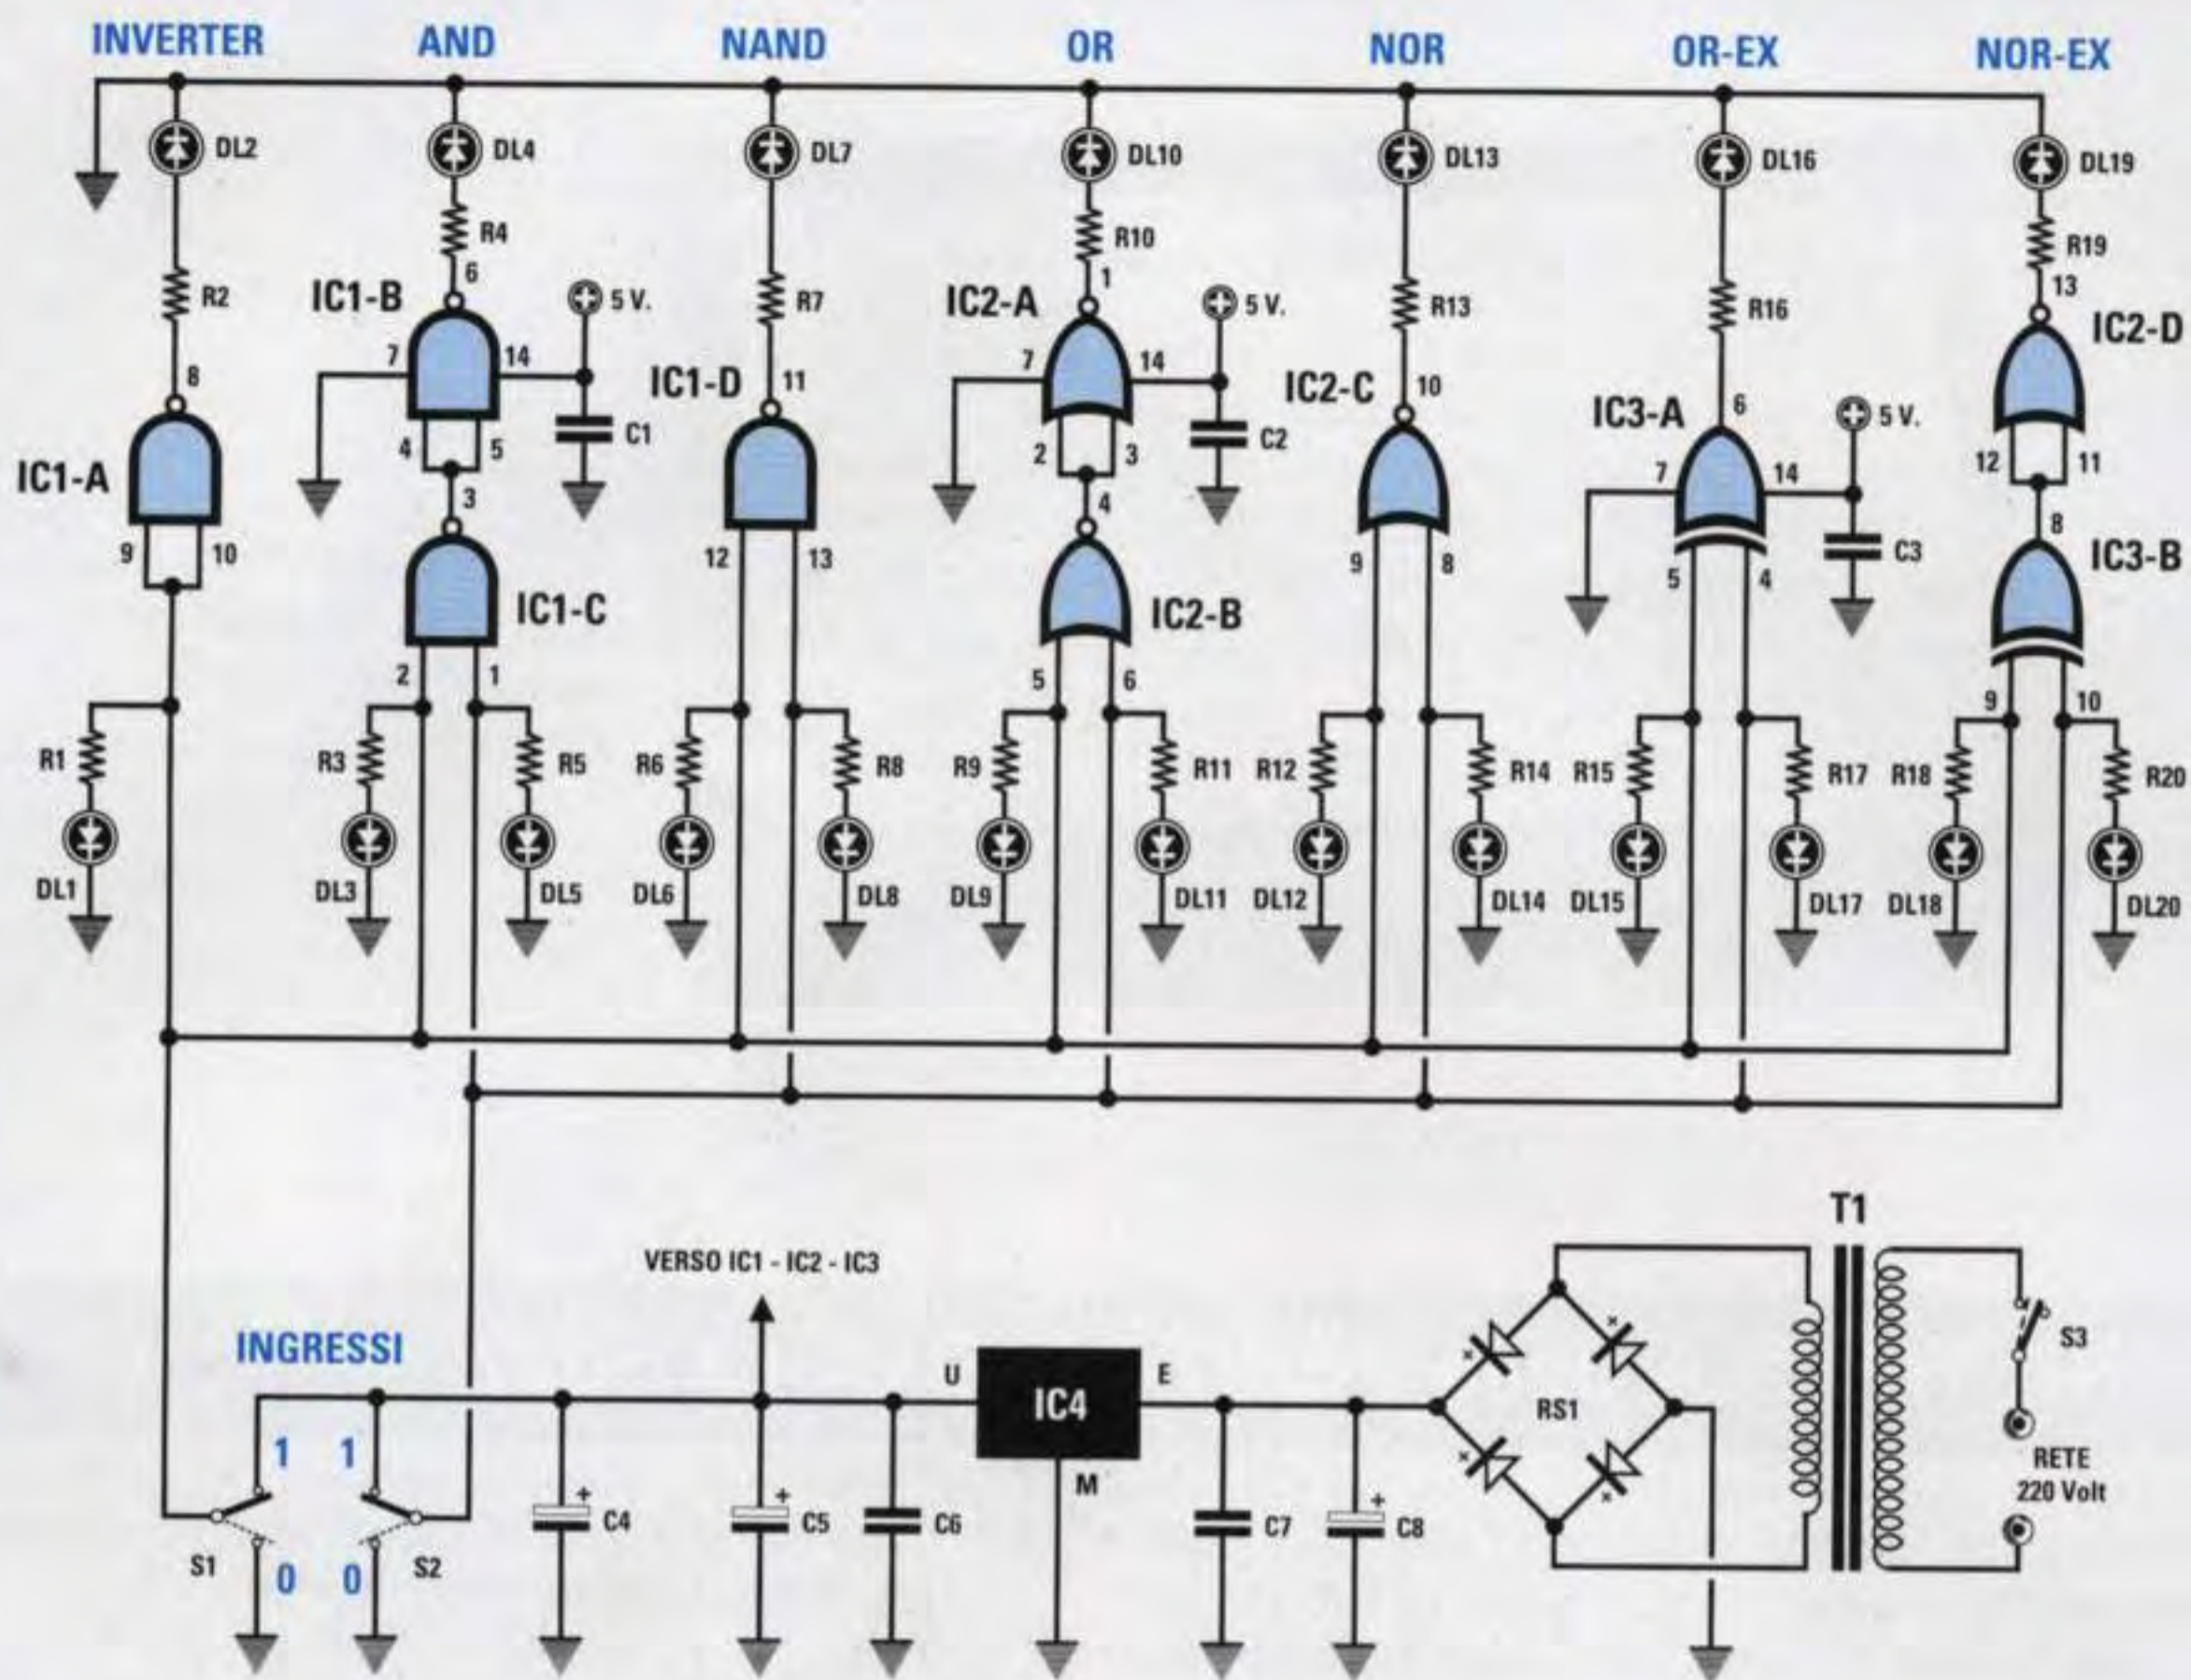 INVERTER AND NAND OR NOR OR-EX NOR-EX
DL2 DL4 DL7 DL10 DL13 DL16 DL19
R4 R10 R19
6 1 13
IC1-B 5 V. IC2-A 5 V. IC2-D
R2 R7 R13 R16
7 14 7 14
8 IC1-D 11 IC2-C 10 IC3-A 6 5 V.
4 5 C1 2 3 C2 12 11
IC1-A 7 14
3 4 8
9 10 12 13 9 8 5 4 C3 IC3-B
IC1-C IC2-B
2 1 5 6 9 10
R1 R3 R5 R6 R8 R9 R11 R12 R14 R15 R17 R18 R20
DL1 DL3 DL5 DL6 DL8 DL9 DL11 DL12 DL14 DL15 DL17 DL18 DL20
T1
VERSO IC1 - IC2 - IC3
INGRESSI
S3
U IC4 E RS1
1 1
M RETE
220 Volt
+ + +
C4 C5 C6 C7 C8
S1 0 0 S2